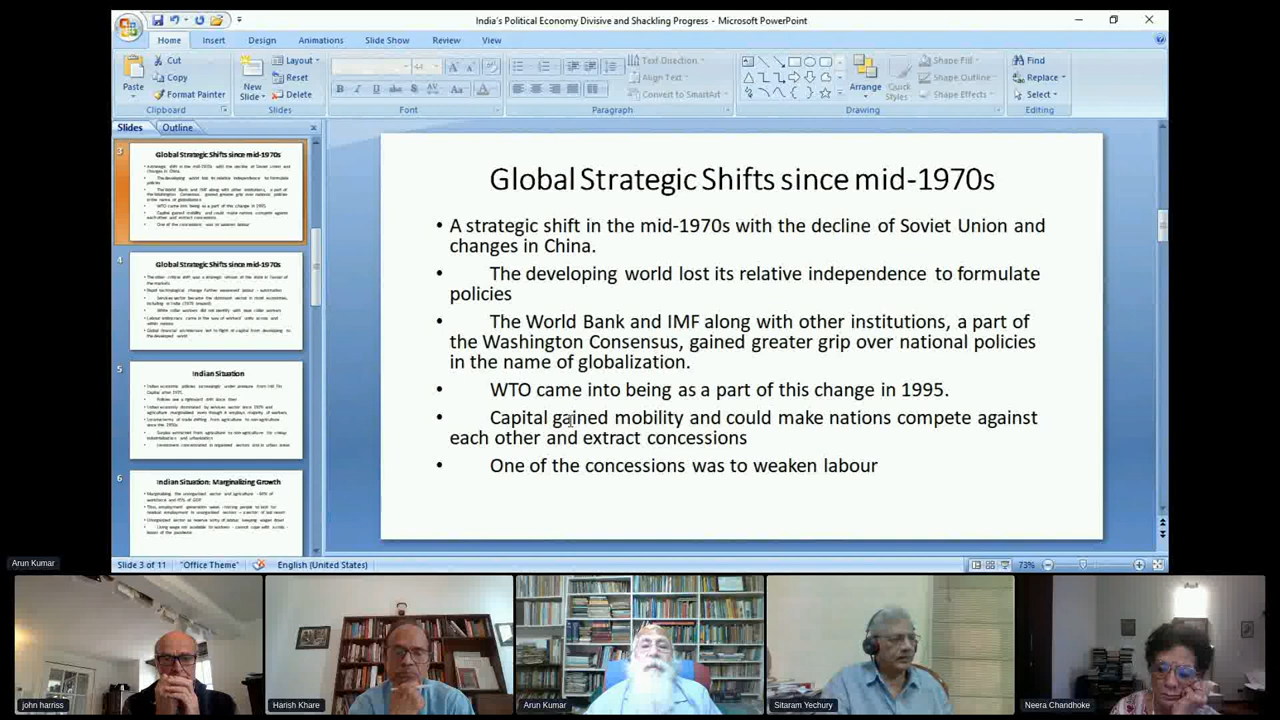 India's Political Economy Divisive and Shackling Progress - Microsoft PowerPoint
Home Insert Design Animations Slide Show Review View
Paste
Cut
Copy
Format Painter
Clipboard
New
Slide
Layout
Reset
Delete
Slides
44
Font
Text Direction
Align Text
Convert to SmartArt
Paragraph
Arrange
Quick
Styles
Shape Fill
Shape Outline
Shape Effects
Drawing
Find
Replace
Select
Editing
Slides Outline
3
Global Strategic Shifts since mid-1970s
4
Global Strategic Shifts since mid-1970s
5
Indian Situation
6
Indian Situation: Marginalizing Growth
Global Strategic Shifts since mid-1970s
• A strategic shift in the mid-1970s with the decline of Soviet Union and
changes in China.
• The developing world lost its relative independence to formulate
policies
• The World Bank and IMF along with other institutions, a part of
the Washington Consensus, gained greater grip over national policies
in the name of globalization.
• WTO came into being as a part of this change in 1995.
• Capital gained mobility and could make nations compete against
each other and extract concessions
• One of the concessions was to weaken labour
Slide 3 of 11 "Office Theme" English (United States) 73%
Arun Kumar
john harriss
Harish Khare
Arun Kumar
Sitaram Yechury
Neera Chandhoke